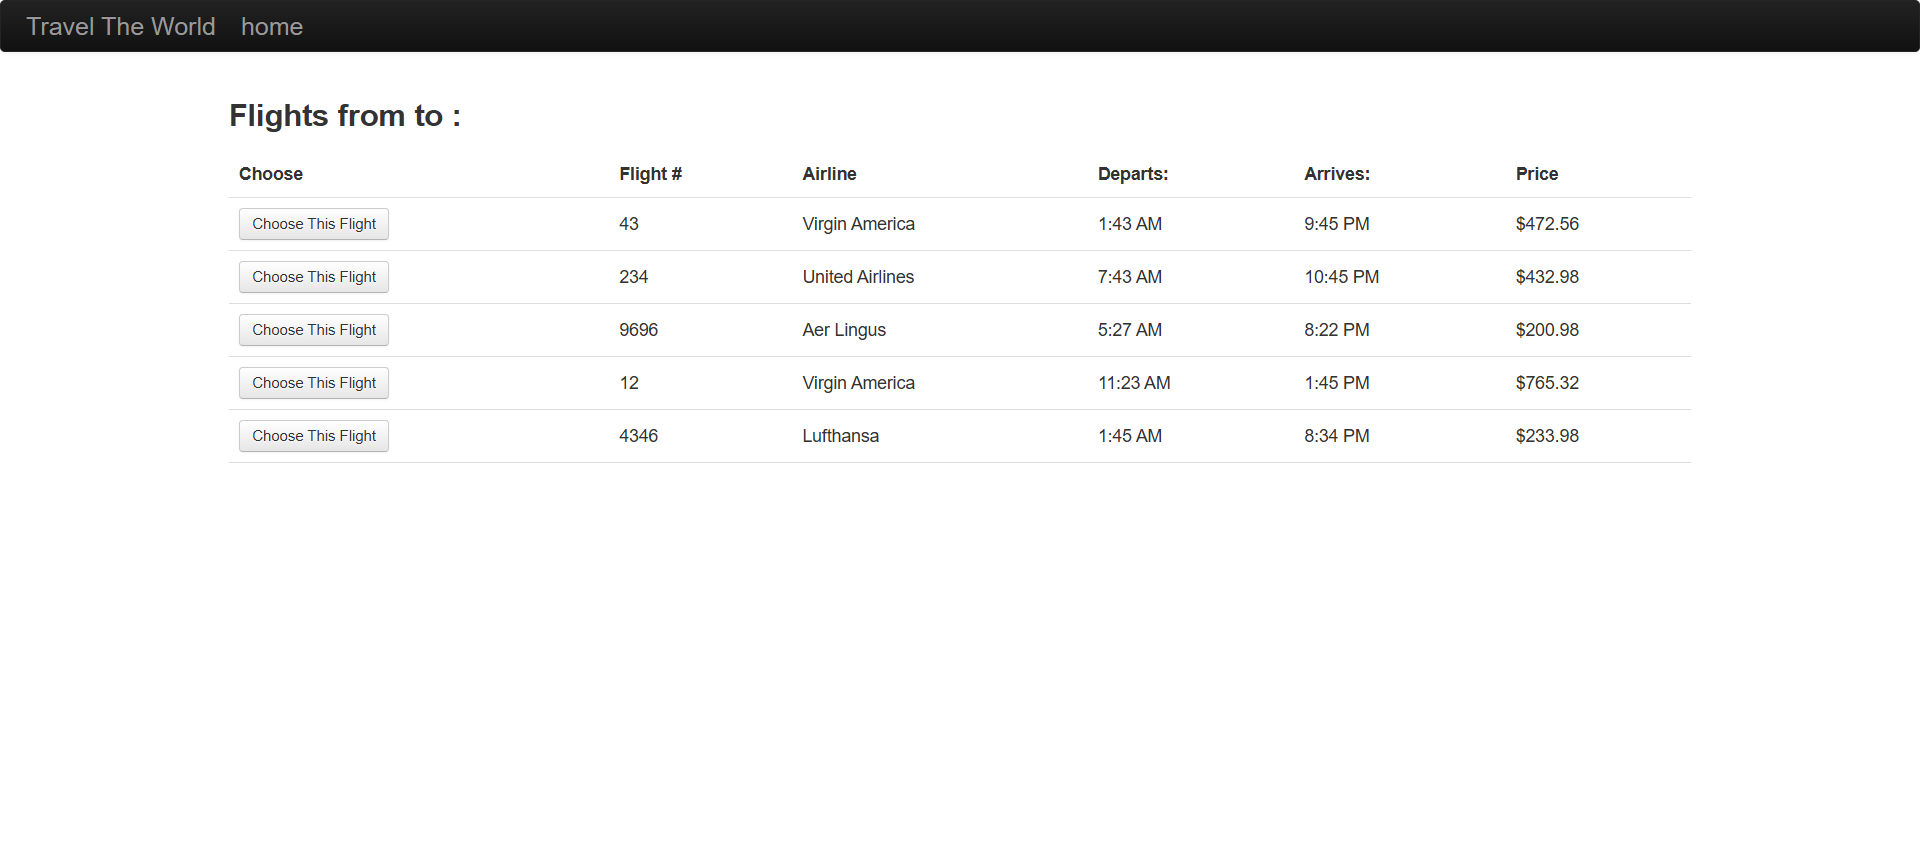 Travel The World home
Flights from to :
Choose Flight # Airline Departs: Arrives: Price
Choose This Flight 43 Virgin America 1:43 AM 9:45 PM $472.56
Choose This Flight 234 United Airlines 7:43 AM 10:45 PM $432.98
Choose This Flight 9696 Aer Lingus 5:27 AM 8:22 PM $200.98
Choose This Flight 12 Virgin America 11:23 AM 1:45 PM $765.32
Choose This Flight 4346 Lufthansa 1:45 AM 8:34 PM $233.98